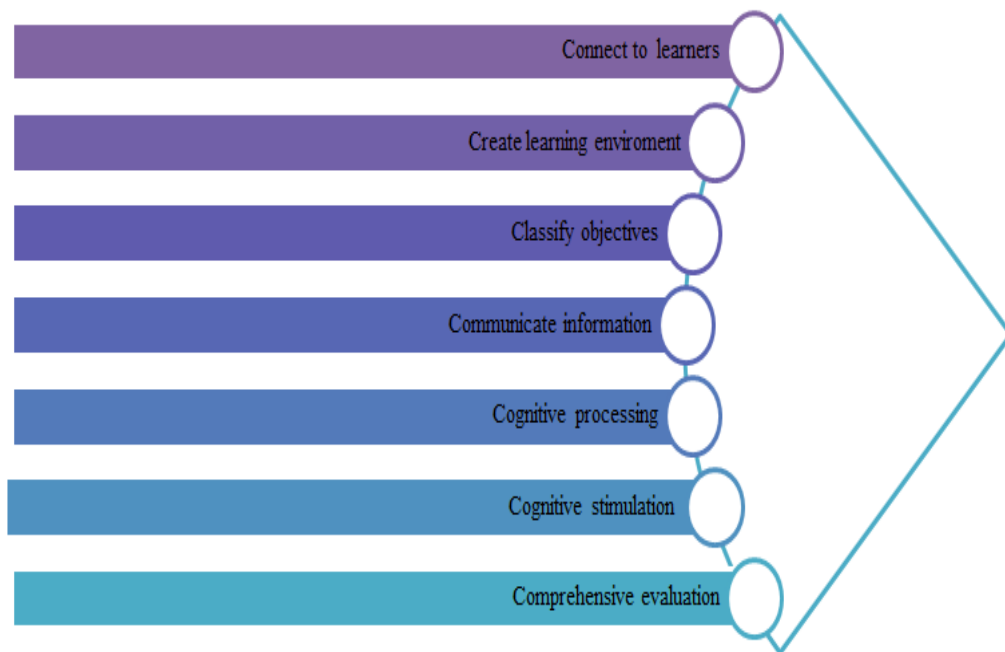 Connect to learners
Create learning enviroment
Classify objectives
Communicate information
Cognitive processing
Cognitive stimulation
Comprehensive evaluation